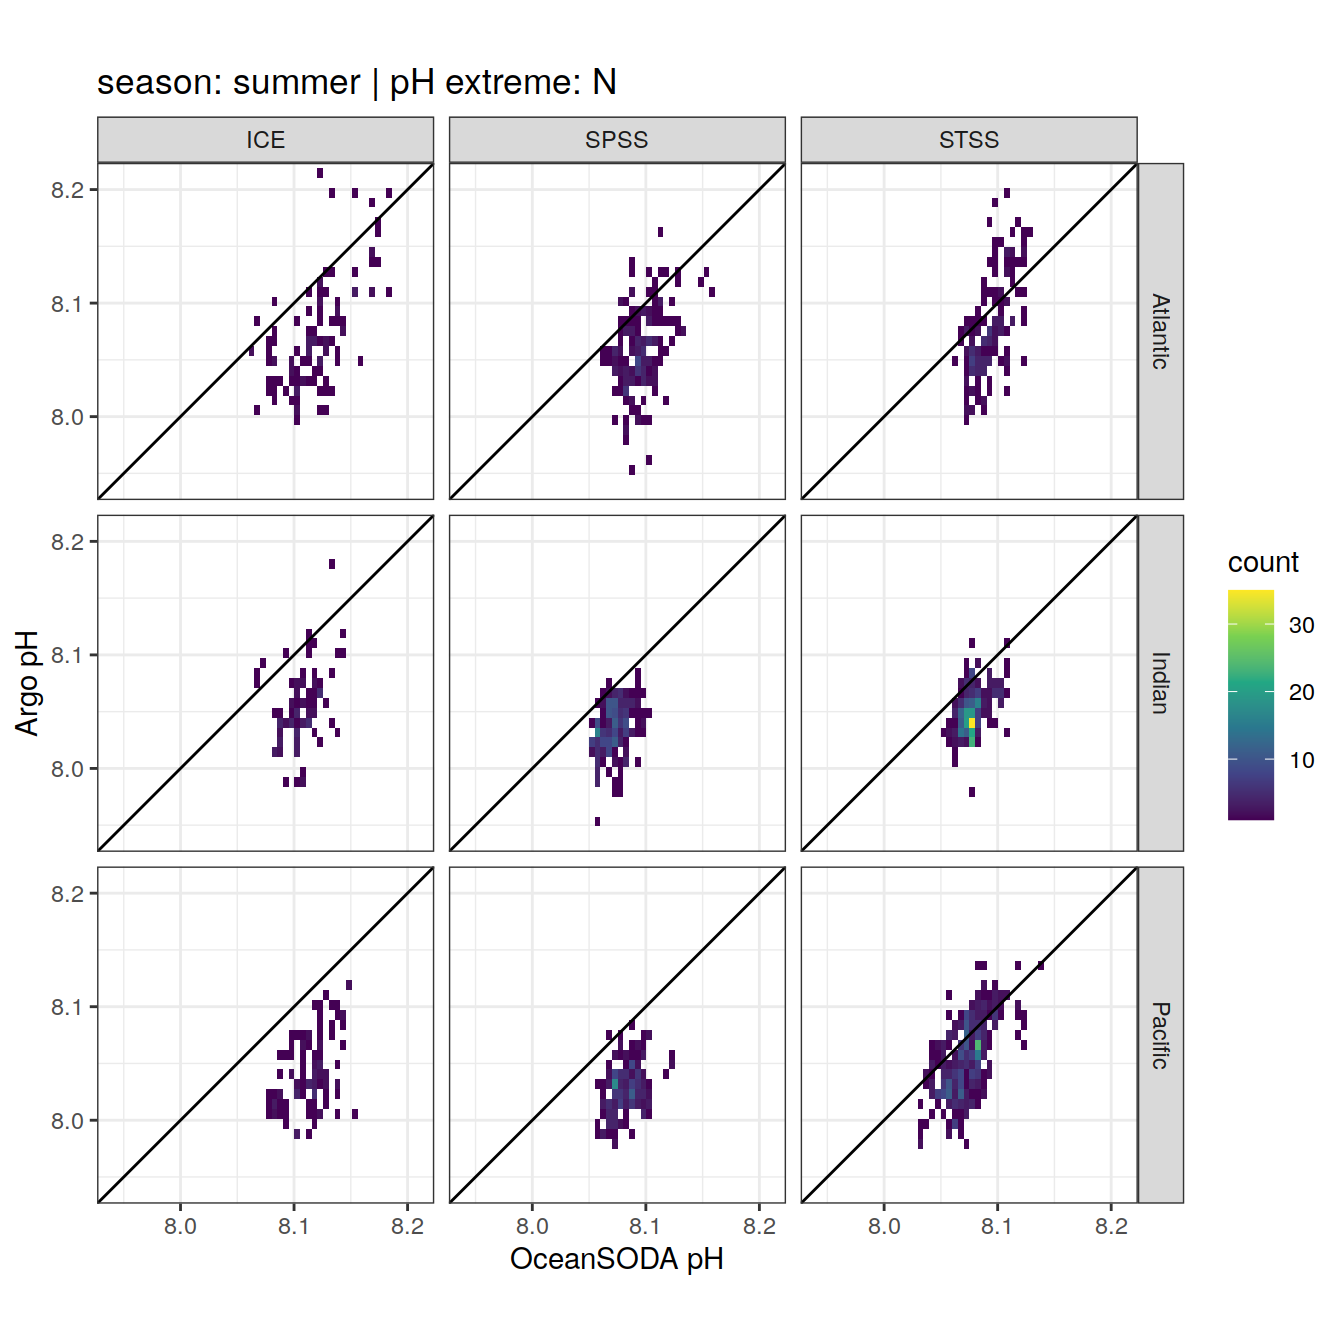 season: summer | pH extreme: N
ICE SPSS STSS
8.2
8.1
8.0
Atlantic
8.2
8.1
8.0
Indian
8.2
8.1
8.0
Pacific
Argo pH
8.0 8.1 8.2 8.0 8.1 8.2 8.0 8.1 8.2
OceanSODA pH
count
30
20
10